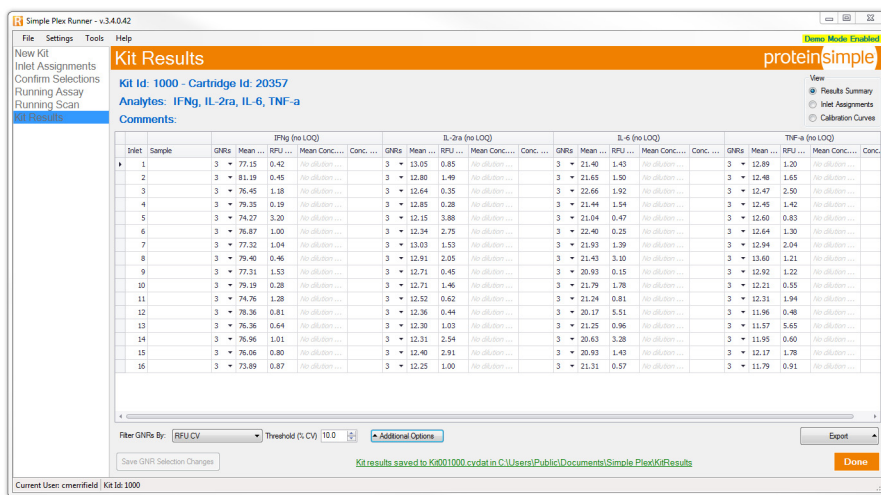 Simple Plex Runner - v.3.4.0.42
File Settings Tools Help
Demo Mode Enabled
New Kit
Inlet Assignments
Confirm Selections
Running Assay
Running Scan
Kit Results
Kit Results
proteinsimple
Kit Id: 1000 - Cartridge Id: 20357
Analytes: IFNg, IL-2ra, IL-6, TNF-a
Comments:
View
Results Summary
Inlet Assignments
Calibration Curves
IFNg (no LOQ) IL-2ra (no LOQ) IL-6 (no LOQ) TNF-a (no LOQ)
Inlet Sample GNRs Mean ... RFU ... Mean Conc.... Conc. ... GNRs Mean ... RFU ... Mean Conc.... Conc. ... GNRs Mean ... RFU ... Mean Conc.... Conc. ... GNRs Mean ... RFU ... Mean Conc.... Conc.
1 3 77.15 0.42 No dilution ... 3 13.05 0.85 No dilution ... 3 21.40 1.43 No dilution ... 3 12.89 1.20 No dilution ...
2 3 81.19 0.45 No dilution ... 3 12.80 1.49 No dilution ... 3 21.65 1.50 No dilution ... 3 12.48 1.65 No dilution ...
3 3 76.45 1.18 No dilution ... 3 12.64 0.35 No dilution ... 3 22.66 1.92 No dilution ... 3 12.47 2.50 No dilution ...
4 3 79.35 0.19 No dilution ... 3 12.85 0.28 No dilution ... 3 21.44 1.54 No dilution ... 3 12.45 1.42 No dilution ...
5 3 74.27 3.20 No dilution ... 3 12.15 3.88 No dilution ... 3 21.04 0.47 No dilution ... 3 12.60 0.83 No dilution ...
6 3 76.87 1.00 No dilution ... 3 12.34 2.75 No dilution ... 3 22.40 0.25 No dilution ... 3 12.64 1.30 No dilution ...
7 3 77.32 1.04 No dilution ... 3 13.03 1.53 No dilution ... 3 21.93 1.39 No dilution ... 3 12.94 2.04 No dilution ...
8 3 79.40 0.46 No dilution ... 3 12.91 2.05 No dilution ... 3 21.43 3.10 No dilution ... 3 13.60 1.21 No dilution ...
9 3 77.31 1.53 No dilution ... 3 12.71 0.45 No dilution ... 3 20.93 0.15 No dilution ... 3 12.92 1.22 No dilution ...
10 3 79.19 0.28 No dilution ... 3 12.71 1.46 No dilution ... 3 21.79 1.78 No dilution ... 3 12.21 0.55 No dilution ...
11 3 74.76 1.28 No dilution ... 3 12.52 0.62 No dilution ... 3 21.24 0.81 No dilution ... 3 12.31 1.94 No dilution ...
12 3 78.36 0.81 No dilution ... 3 12.36 0.44 No dilution ... 3 20.17 5.51 No dilution ... 3 11.96 0.48 No dilution ...
13 3 76.36 0.64 No dilution ... 3 12.30 1.03 No dilution ... 3 21.25 0.96 No dilution ... 3 11.57 5.65 No dilution ...
14 3 76.96 1.01 No dilution ... 3 12.31 2.54 No dilution ... 3 20.63 3.28 No dilution ... 3 11.95 0.60 No dilution ...
15 3 76.06 0.80 No dilution ... 3 12.40 2.91 No dilution ... 3 20.93 1.43 No dilution ... 3 12.17 1.78 No dilution ...
16 3 73.89 0.87 No dilution ... 3 12.25 1.00 No dilution ... 3 21.31 0.57 No dilution ... 3 11.79 0.91 No dilution ...
Filter GNRs By: RFU CV Threshold (% CV) 10.0 Additional Options Export
Save GNR Selection Changes Kit results saved to Kit001000.cvdat in C:\Users\Public\Documents\Simple Plex\KitResults Done
Current User: cmerrifield Kit Id: 1000